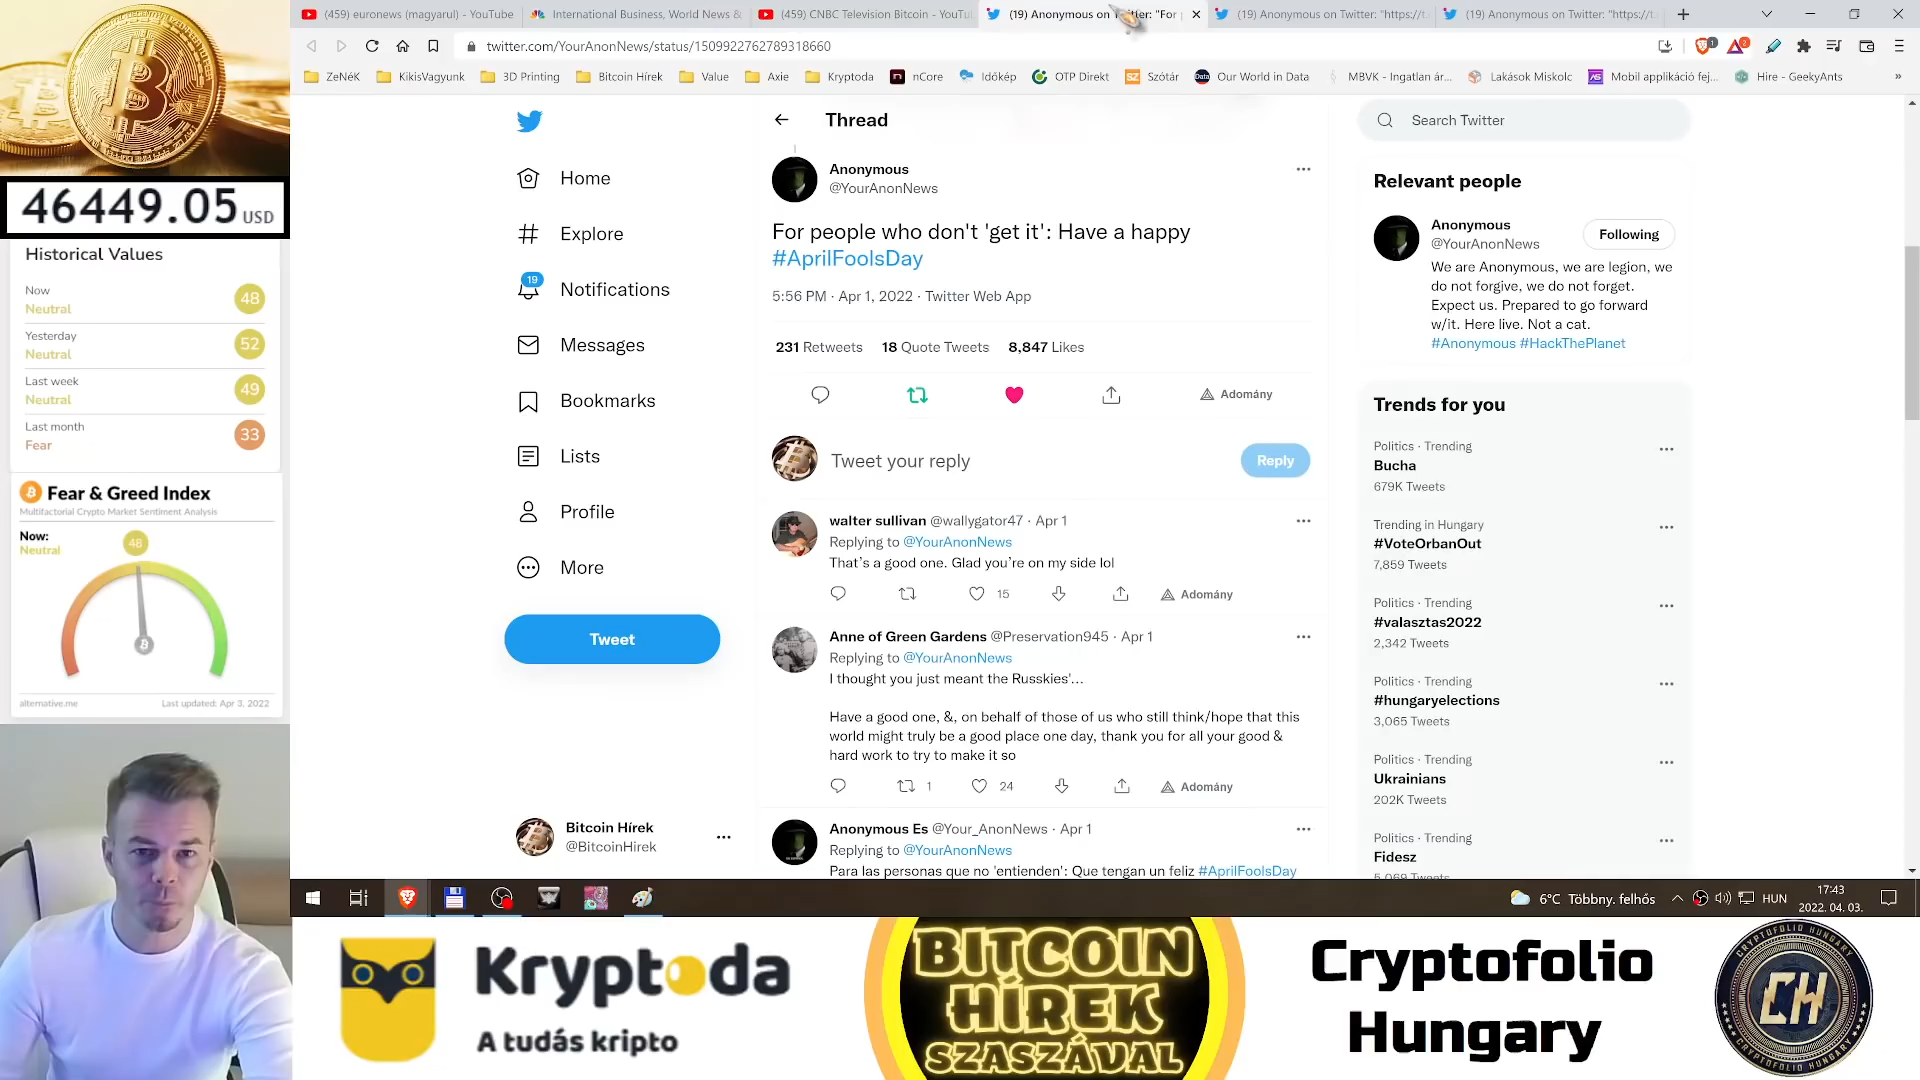 (459) euronews (magyarul) - YouTube
International Business, World News &
(459) CNBC Television Bitcoin - YouTu
(19) Anonymous on Twitter: "For
(19) Anonymous on Twitter: "https://t.
(19) Anonymous on Twitter: "https://t
twitter.com/YourAnonNews/status/1509922762789318660
ZeNéK
KikisVagyunk
3D Printing
Bitcoin Hírek
Value
Axie
Kryptoda
nCore
Időkép
OTP Direkt
Szótár
Our World in Data
MBVK - Ingatlan ár...
Lakások Miskolc
Mobil applikáció fej...
Hire - GeekyAnts
46449.05 USD
Historical Values
Now
Neutral
48
Yesterday
Neutral
52
Last week
Neutral
49
Last month
Fear
33
Fear & Greed Index
Multifactorial Crypto Market Sentiment Analysis
Now:
Neutral
48
alternative.me
Last updated: Apr 3, 2022
Home
Explore
19
Notifications
Messages
Bookmarks
Lists
Profile
More
Tweet
Bitcoin Hírek
@BitcoinHirek
Thread
Anonymous
@YourAnonNews
For people who don't 'get it': Have a happy
#AprilFoolsDay
5:56 PM · Apr 1, 2022 · Twitter Web App
231 Retweets 18 Quote Tweets 8,847 Likes
Adomány
Tweet your reply
Reply
walter sullivan @wallygator47 · Apr 1
Replying to @YourAnonNews
That's a good one. Glad you're on my side lol
15 Adomány
Anne of Green Gardens @Preservation945 · Apr 1
Replying to @YourAnonNews
I thought you just meant the Russkies'...
Have a good one, &, on behalf of those of us who still think/hope that this
world might truly be a good place one day, thank you for all your good &
hard work to try to make it so
1 24 Adomány
Anonymous Es @Your_AnonNews · Apr 1
Replying to @YourAnonNews
Para las personas que no 'entienden': Que tengan un feliz #AprilFoolsDay
Search Twitter
Relevant people
Anonymous
@YourAnonNews
Following
We are Anonymous, we are legion, we
do not forgive, we do not forget.
Expect us. Prepared to go forward
w/it. Here live. Not a cat.
#Anonymous #HackThePlanet
Trends for you
Politics · Trending
Bucha
679K Tweets
Trending in Hungary
#VoteOrbanOut
7,859 Tweets
Politics · Trending
#valasztas2022
2,342 Tweets
Politics · Trending
#hungaryelections
3,065 Tweets
Politics · Trending
Ukrainians
202K Tweets
Politics · Trending
Fidesz
5,069 Tweets
6°C Többny. felhős
HUN
17:43
2022. 04. 03.
Kryptoda
A tudás kripto
BITCOIN
HÍREK
SZASZÁVAL
Cryptofolio
Hungary
CRYPTOFOLIO HUNGARY
CH
CRYPTOFOLIO HUNGARY